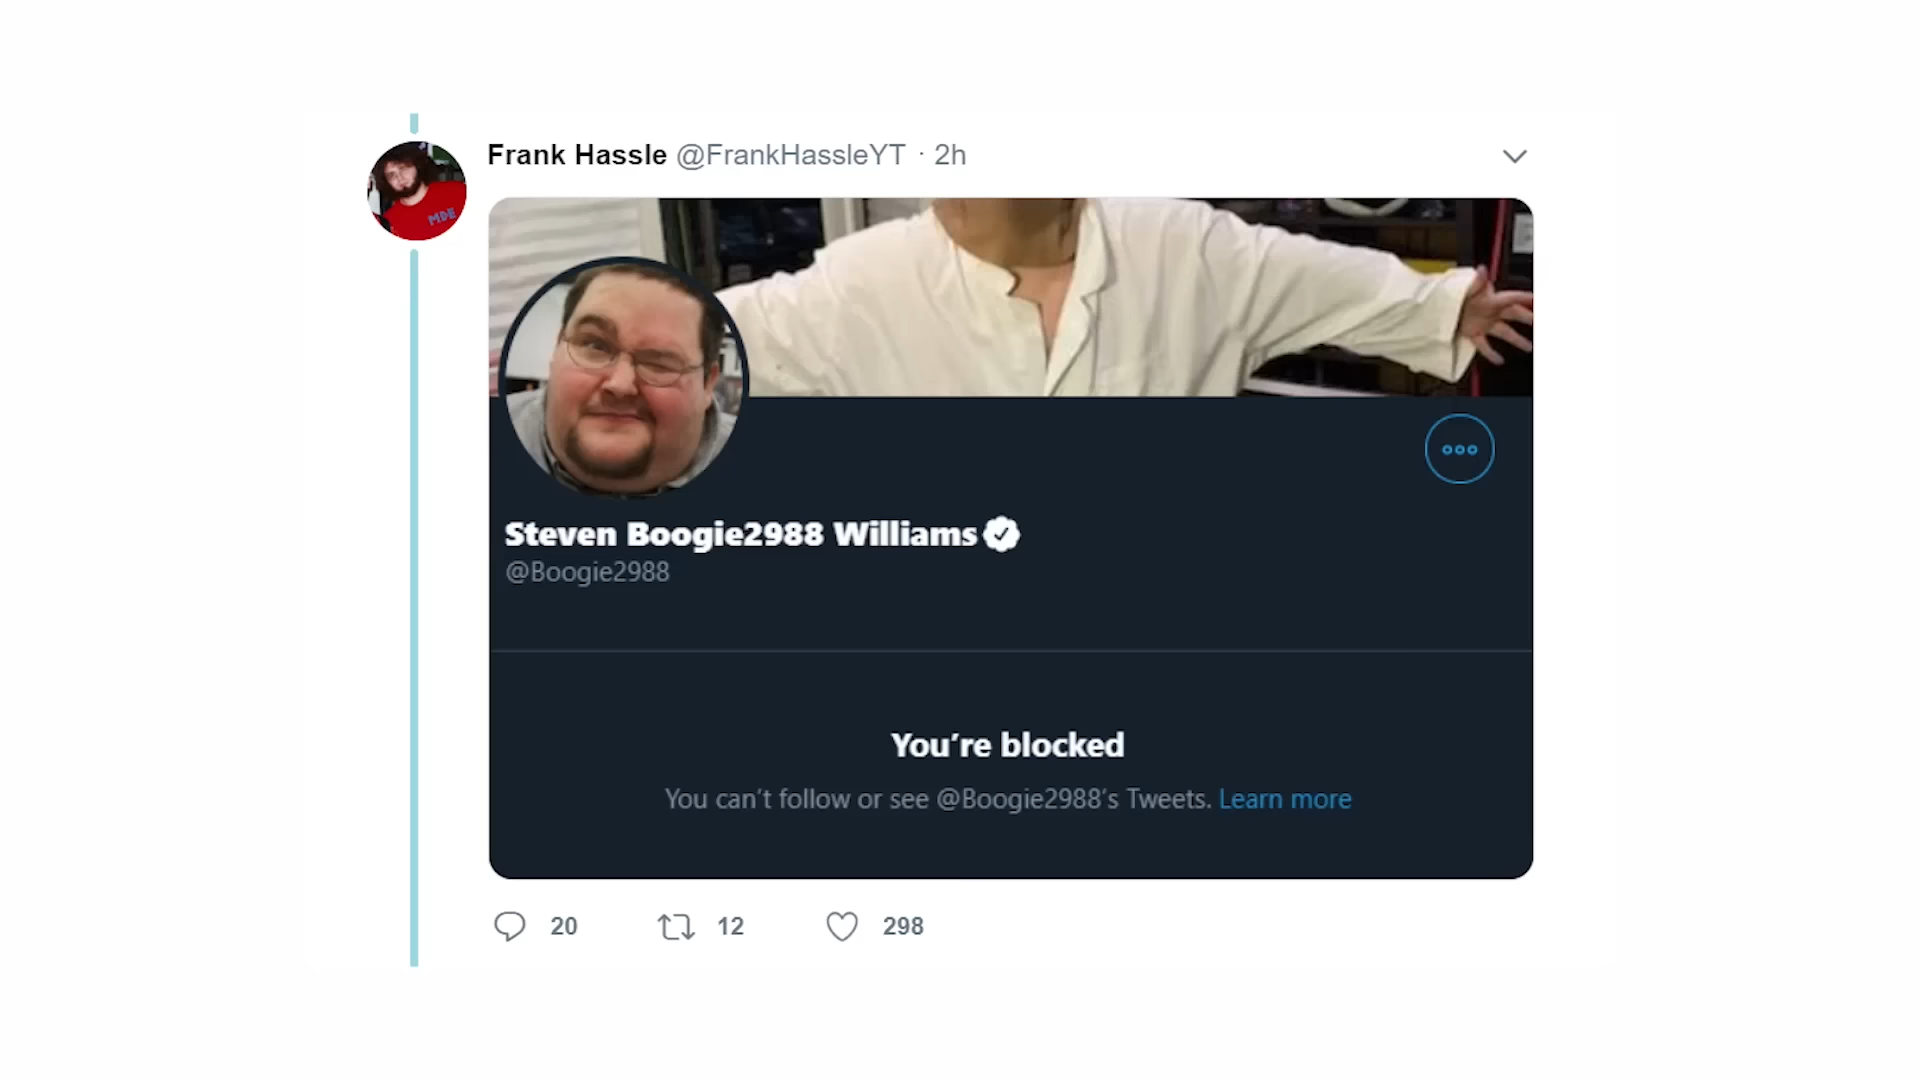 Frank Hassle @FrankHassleYT · 2h
MDE
Steven Boogie2988 Williams
@Boogie2988
You’re blocked
You can’t follow or see @Boogie2988’s Tweets. Learn more
20 12 298